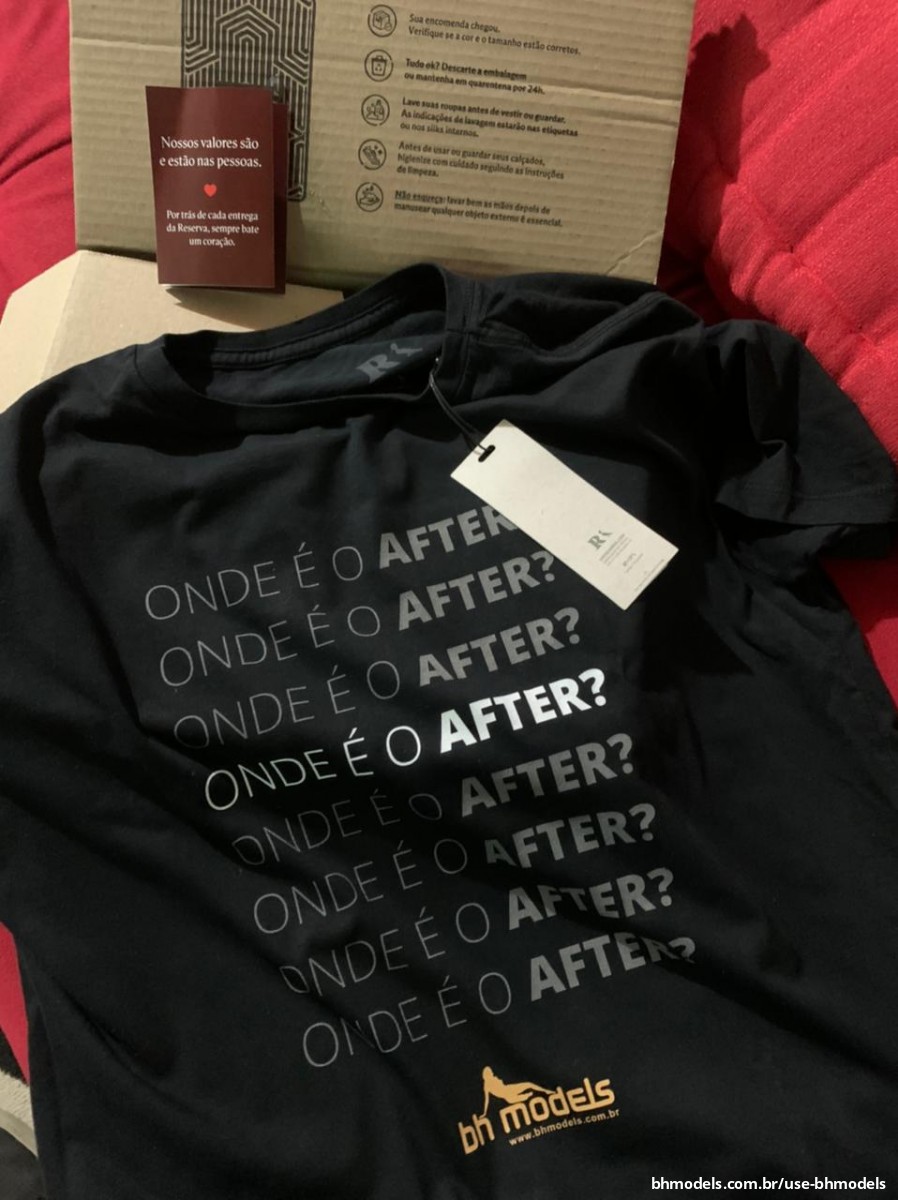 Sua encomenda chegou.
Verifique se a cor e o tamanho estão corretos.
Tudo ok? Descarte a embalagem
ou mantenha em quarentena por 24h.
Lave suas roupas antes de vestir ou guardar.
As indicações de lavagem estarão nas etiquetas
ou nos silks internos.
Antes de usar ou guardar seus calçados,
higienize com cuidado seguindo as instruções
de limpeza.
Não esqueça: lavar bem as mãos depois de
manusear qualquer objeto externo é essencial.
Nossos valores são
e estão nas pessoas.
Por trás de cada entrega
da Reserva, sempre bate
um coração.
R
R
ONDE É O AFTER
ONDE É O AFTER?
ONDE É O AFTER?
ONDE É O AFTER?
ONDE É O AFTER?
ONDE É O AFTER?
ONDE É O AFTER?
ONDE É O AFTER?
bh models
www.bhmodels.com.br
bhmodels.com.br/use-bhmodels